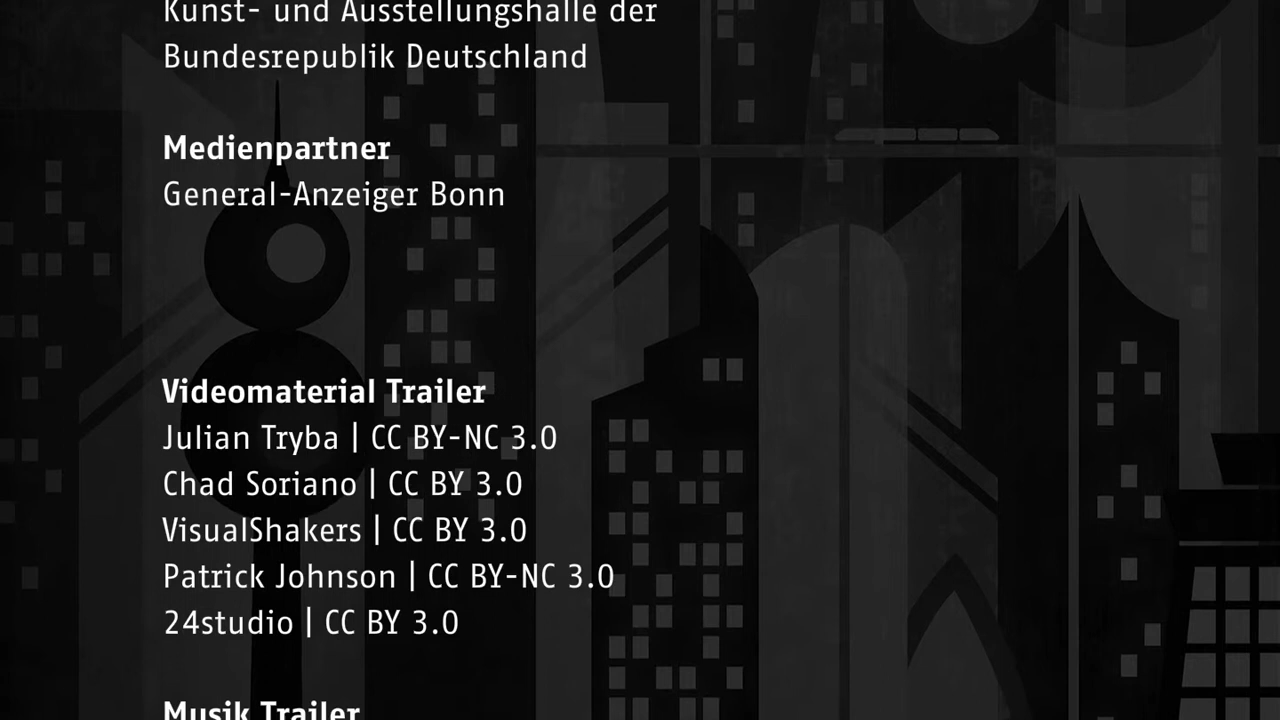 Kunst- und Ausstellungshalle der
Bundesrepublik Deutschland
Medienpartner
General-Anzeiger Bonn
Videomaterial Trailer
Julian Tryba | CC BY-NC 3.0
Chad Soriano | CC BY 3.0
VisualShakers | CC BY 3.0
Patrick Johnson | CC BY-NC 3.0
24studio | CC BY 3.0
Musik Trailer